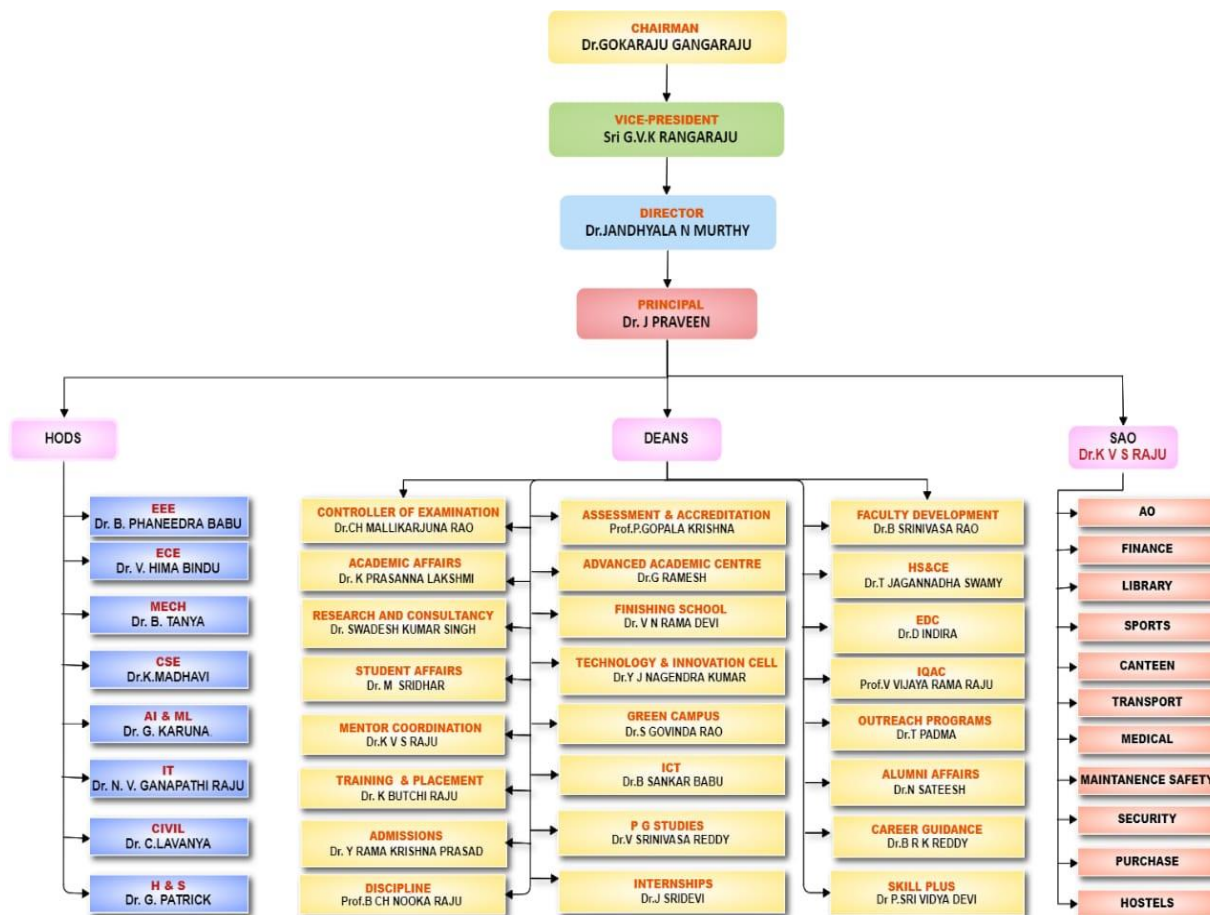 CHAIRMAN
Dr.GOKARAJU GANGARAJU
VICE-PRESIDENT
Sri G.V.K RANGARAJU
DIRECTOR
Dr.JANDHYALA N MURTHY
PRINCIPAL
Dr. J PRAVEEN
HODS
EEE
Dr. B. PHANEEDRA BABU
ECE
Dr. V. HIMA BINDU
MECH
Dr. B. TANYA
CSE
Dr.K.MADHAVI
AI & ML
Dr. G. KARUNA
IT
Dr. N. V. GANAPATHI RAJU
CIVIL
Dr. C.LAVANYA
H & S
Dr. G. PATRICK
DEANS
CONTROLLER OF EXAMINATION
Dr.CH MALLIKARJUNA RAO
ACADEMIC AFFAIRS
Dr. K PRASANNA LAKSHMI
RESEARCH AND CONSULTANCY
Dr. SWADESH KUMAR SINGH
STUDENT AFFAIRS
Dr. M SRIDHAR
MENTOR COORDINATION
Dr.K V S RAJU
TRAINING & PLACEMENT
Dr. K BUTCHI RAJU
ADMISSIONS
Dr. Y RAMA KRISHNA PRASAD
DISCIPLINE
Prof.B CH NOOKA RAJU
ASSESSMENT & ACCREDITATION
Prof.P.GOPALA KRISHNA
ADVANCED ACADEMIC CENTRE
Dr.G RAMESH
FINISHING SCHOOL
Dr. V N RAMA DEVI
TECHNOLOGY & INNOVATION CELL
Dr.Y J NAGENDRA KUMAR
GREEN CAMPUS
Dr.S GOVINDA RAO
ICT
Dr.B SANKAR BABU
P G STUDIES
Dr.V SRINIVASA REDDY
INTERNSHIPS
Dr.J SRIDEVI
FACULTY DEVELOPMENT
Dr.B SRINIVASA RAO
HS&CE
Dr.T JAGANNADHA SWAMY
EDC
Dr.D INDIRA
IQAC
Prof.V VIJAYA RAMA RAJU
OUTREACH PROGRAMS
Dr.T PADMA
ALUMNI AFFAIRS
Dr.N SATEESH
CAREER GUIDANCE
Dr.B R K REDDY
SKILL PLUS
Dr P.SRI VIDYA DEVI
SAO
Dr.K V S RAJU
AO
FINANCE
LIBRARY
SPORTS
CANTEEN
TRANSPORT
MEDICAL
MAINTANENCE SAFETY
SECURITY
PURCHASE
HOSTELS